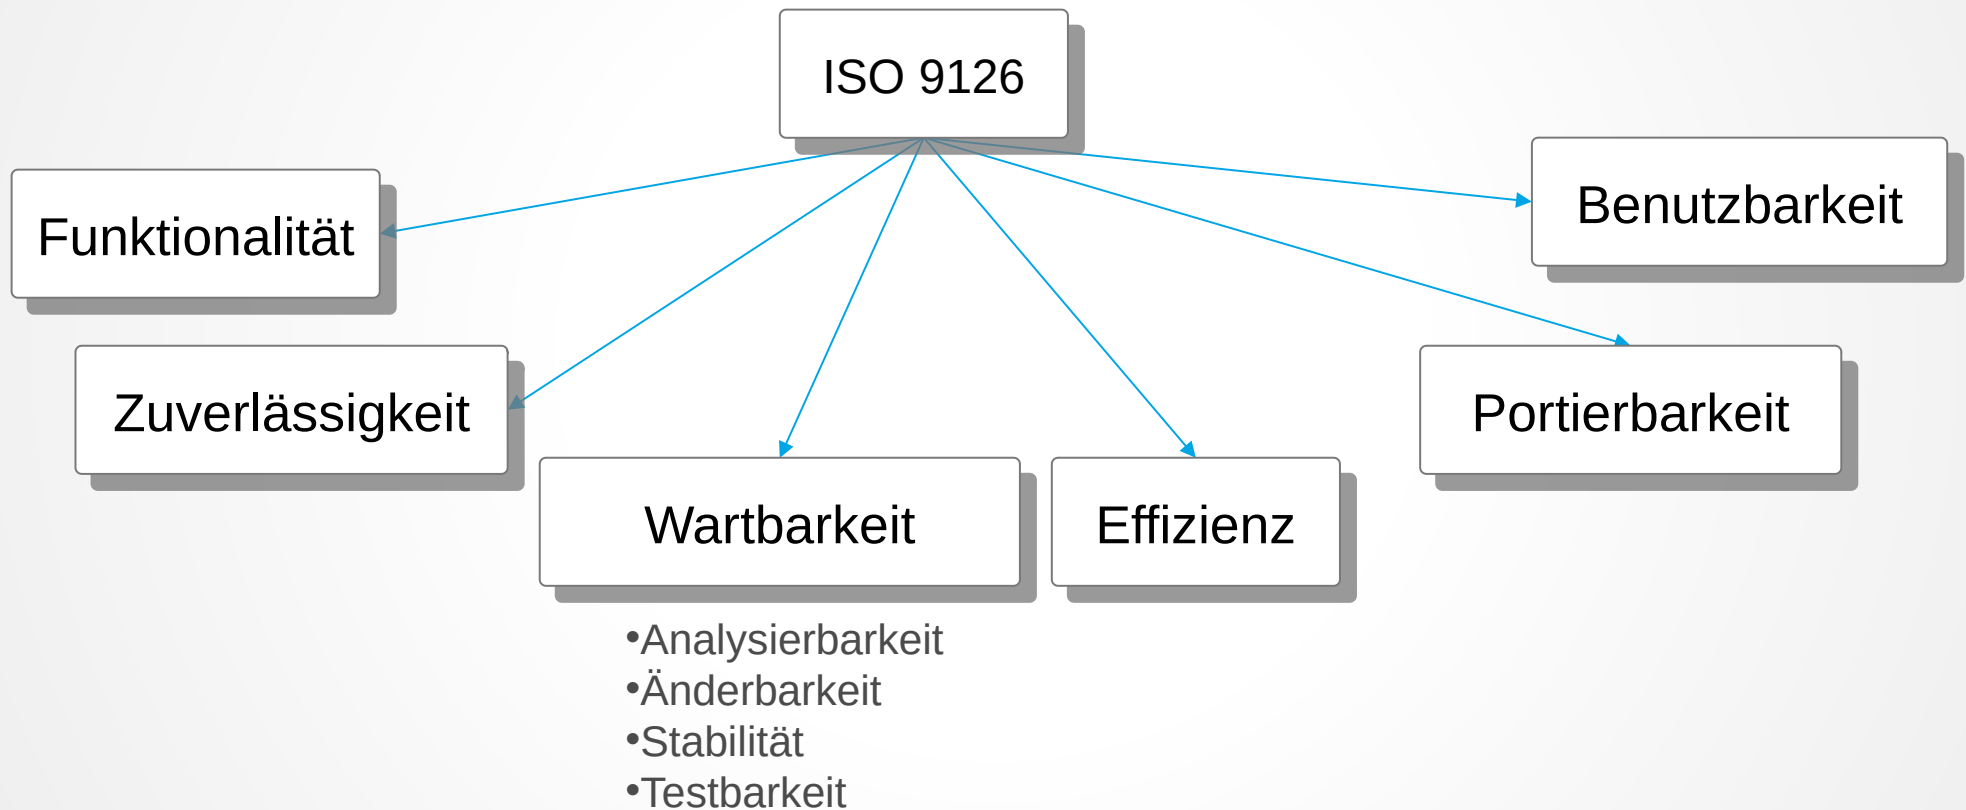 ISO 9126
Benutzbarkeit
Funktionalität
Zuverlässigkeit
Portierbarkeit
Wartbarkeit
Effizienz
•Analysierbarkeit
•Änderbarkeit
•Stabilität
•Testbarkeit